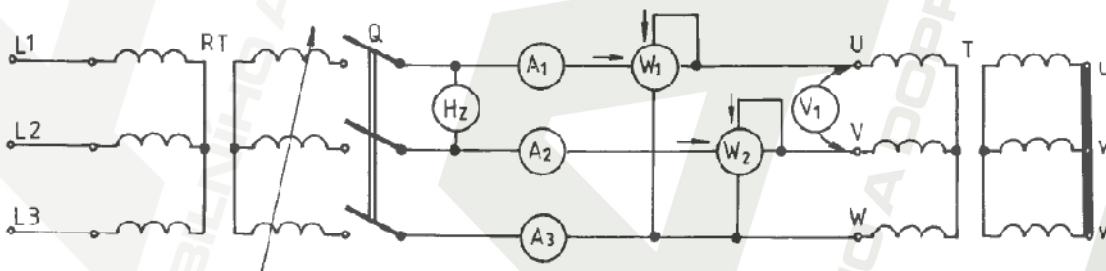 L1 RT Q A1 W1 U T U
Hz V1
L2 A2 W2 V V
L3 A3 W